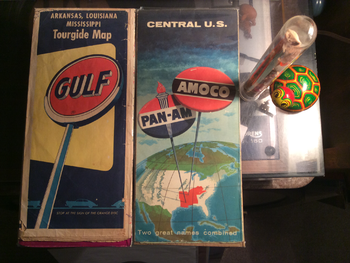 ARKANSAS, LOUISIANA
MISSISSIPPI
Tourgide Map
GULF
CENTRAL U.S.
AMOCO
PAN-AM
Two great names combined